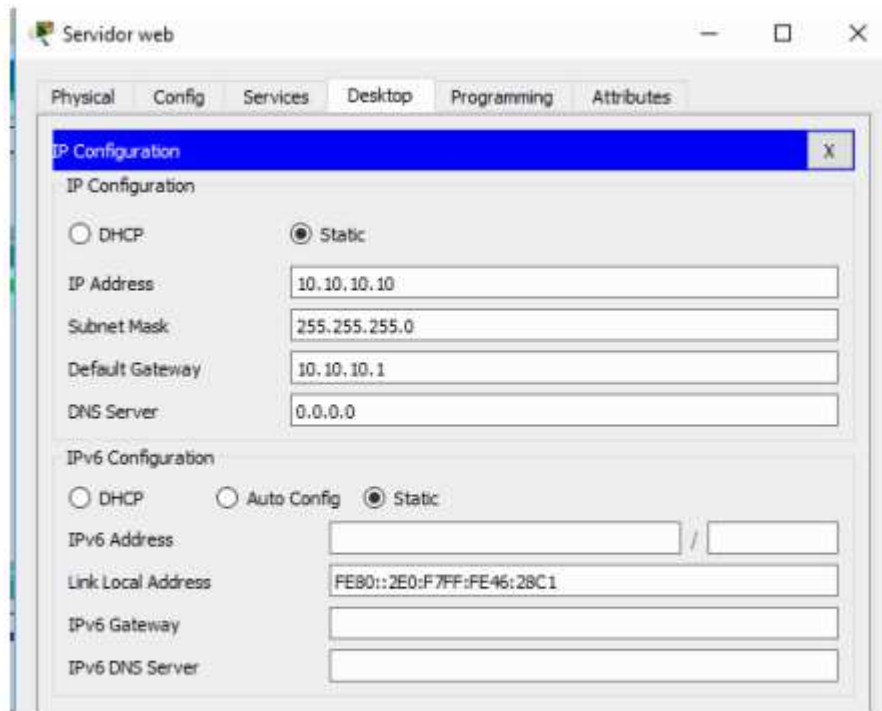 Servidor web
Physical Config Services Desktop Programming Attributes
IP Configuration X
IP Configuration
DHCP Static
IP Address 10.10.10.10
Subnet Mask 255.255.255.0
Default Gateway 10.10.10.1
DNS Server 0.0.0.0
IPv6 Configuration
DHCP Auto Config Static
IPv6 Address /
Link Local Address FE80::2E0:F7FF:FE46:28C1
IPv6 Gateway
IPv6 DNS Server